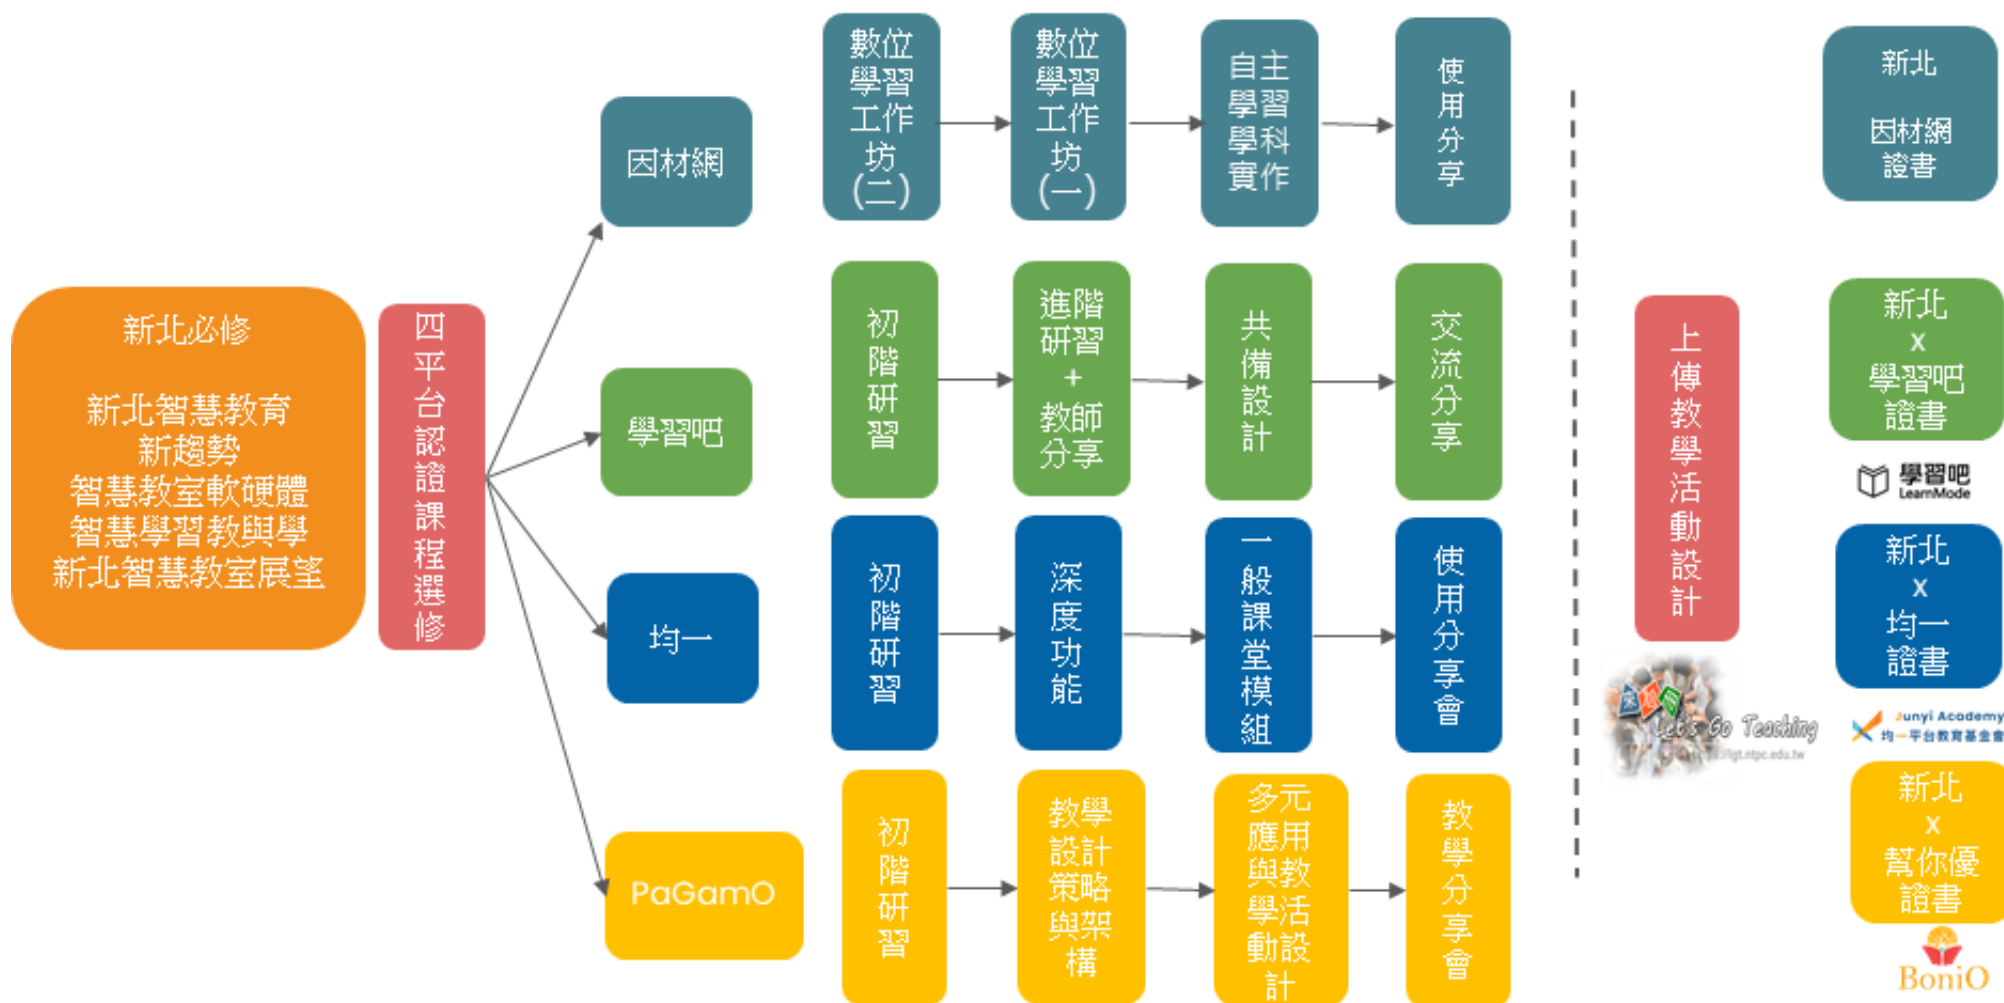 新北必修
新北智慧教育
新趨勢
智慧教室軟硬體
智慧學習教與學
新北智慧教室展望
四
平
台
認
證
課
程
選
修
因材網
數位
學習
工作
坊
(二)
數位
學習
工作
坊
(一)
自主
學習
學科
實作
使
用
分
享
學習吧
初
階
研
習
進階
研習
+
教師
分享
共
備
設
計
交
流
分
享
均一
初
階
研
習
深
度
功
能
一
般
課
堂
模
組
使
用
分
享
會
PaGamO
初
階
研
習
教學
設計
策略
與架
構
多元
應用
與教
學活
動設
計
教
學
分
享
會
上
傳
教
學
活
動
設
計
Let's Go Teaching
lgt.ntpc.edu.tw
新北
因材網
證書
新北
x
學習吧
證書
學習吧
LearnMode
新北
x
均一
證書
Junyi Academy
均一平台教育基金會
新北
x
幫你優
證書
BoniO